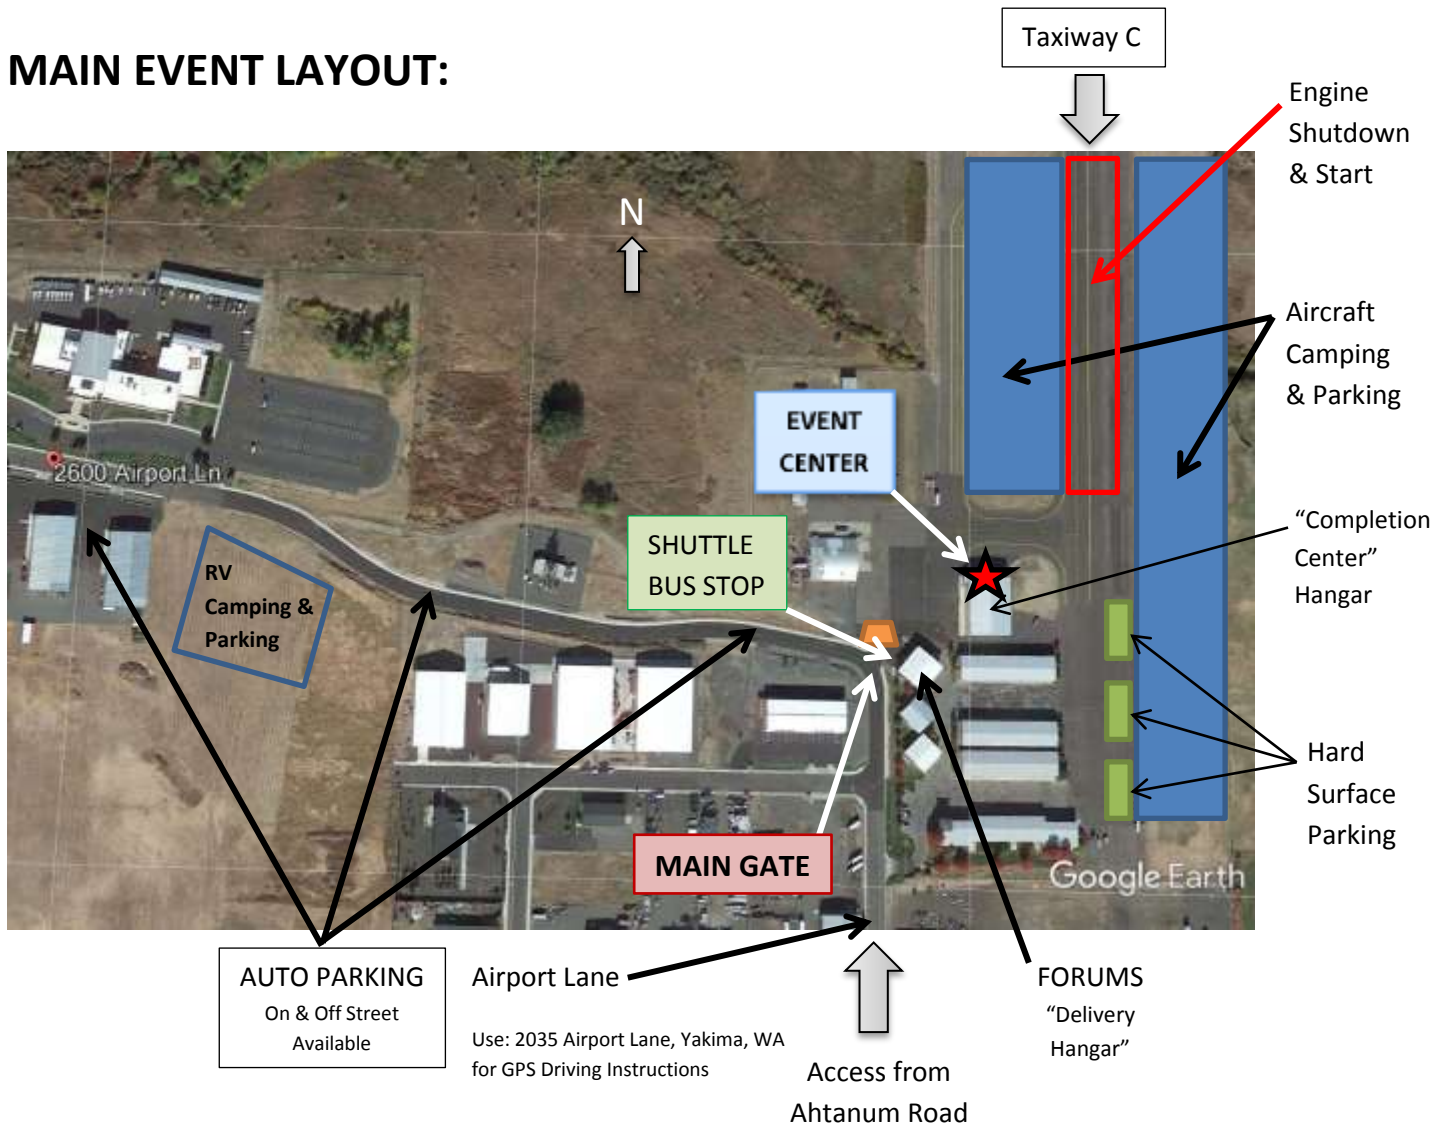 MAIN EVENT LAYOUT:
Taxiway C
Engine
Shutdown
& Start
N
Aircraft
Camping
& Parking
EVENT
CENTER
2600 Airport Ln
"Completion
Center"
Hangar
SHUTTLE
BUS STOP
RV
Camping &
Parking
Hard
Surface
Parking
MAIN GATE
Google Earth
AUTO PARKING
On & Off Street
Available
Airport Lane
Use: 2035 Airport Lane, Yakima, WA
for GPS Driving Instructions
FORUMS
"Delivery
Hangar"
Access from
Ahtanum Road